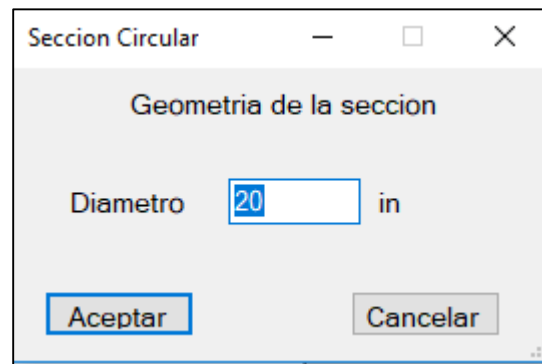 Seccion Circular
Geometria de la seccion
Diametro 20 in
Aceptar Cancelar